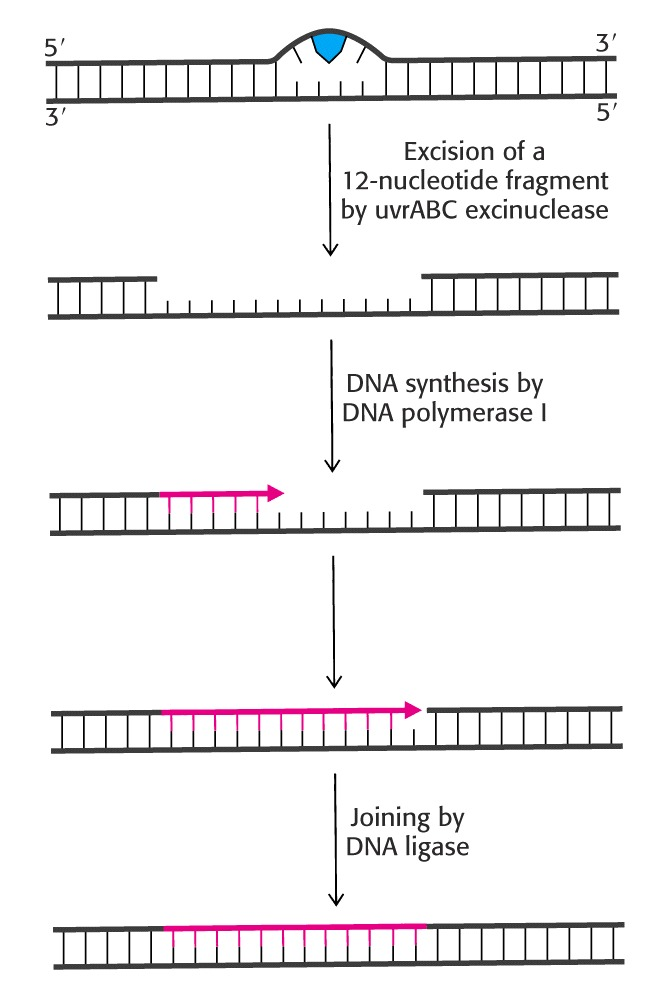 5′ 3′
3′ 5′
Excision of a
12-nucleotide fragment
by uvrABC excinuclease
DNA synthesis by
DNA polymerase I
Joining by
DNA ligase